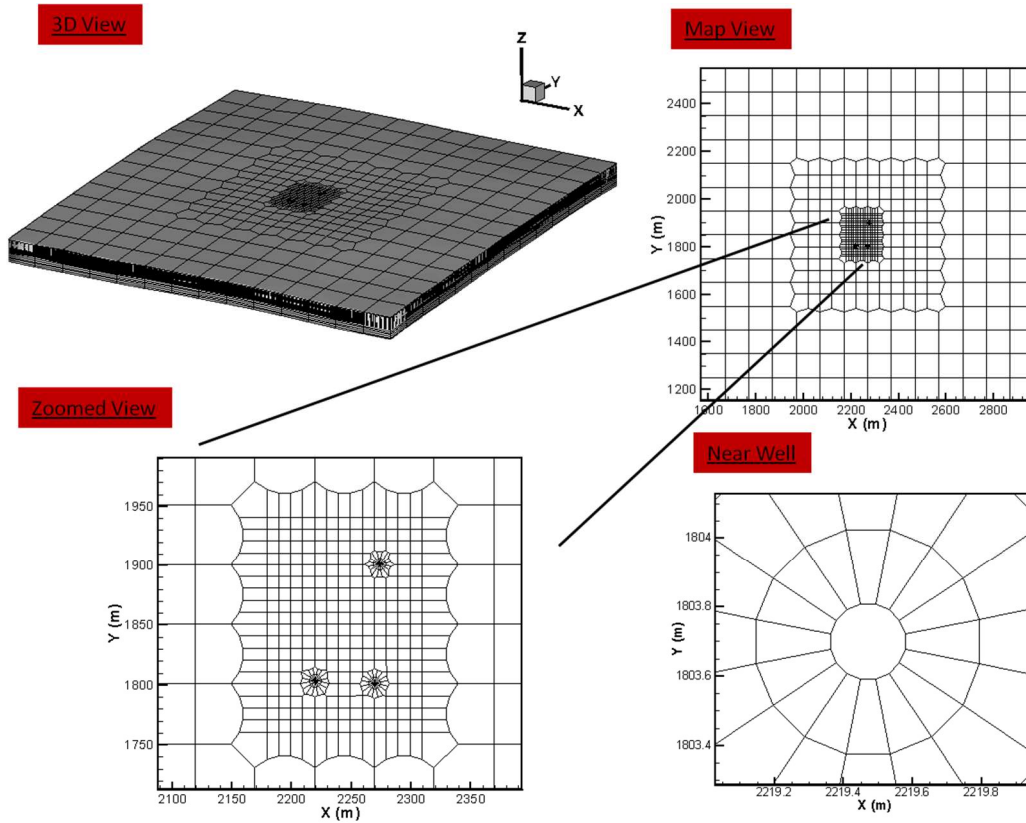 3D View
Z
Y
X
Map View
2400
2200
2000
1800
1600
1400
1200
Y (m)
1600 1800 2000 2200 2400 2600 2800
X (m)
Zoomed View
1950
1900
1850
1800
1750
Y (m)
2100 2150 2200 2250 2300 2350
X (m)
Near Well
1804
1803.8
1803.6
1803.4
Y (m)
2219.2 2219.4 2219.6 2219.8
X (m)